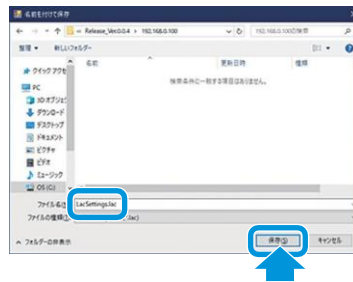 名前を付けて保存
« Release_Ver.0.0.4 › 192.168.0.100
192.168.0.100の検索
整理 ▾ 新しいフォルダー
名前 更新日時 種類
クイック アクセ
検索条件に一致する項目はありません。
PC
3D オブジェク
ダウンロード
デスクトップ
ドキュメント
ピクチャ
ビデオ
ミュージック
OS (C:)
ファイル名(N): LacSettings.lac
ファイルの種類(T): .lac)
フォルダーの非表示 保存(S) キャンセル